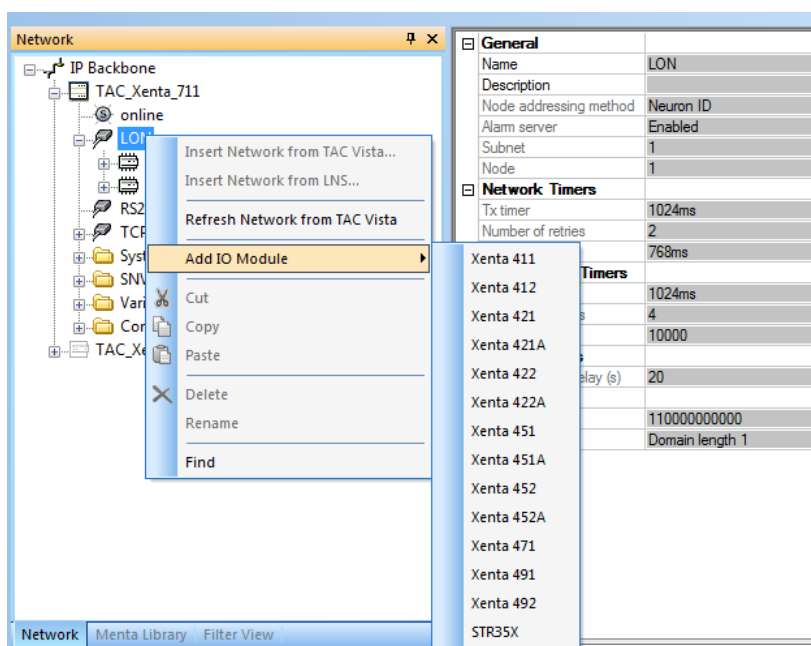 Network
IP Backbone
TAC_Xenta_711
online
LON
RS2
TCP
Syst
SNV
Vari
Con
TAC_Xe
Insert Network from TAC Vista...
Insert Network from LNS...
Refresh Network from TAC Vista
Add IO Module
Cut
Copy
Paste
Delete
Rename
Find
Xenta 411
Xenta 412
Xenta 421
Xenta 421A
Xenta 422
Xenta 422A
Xenta 451
Xenta 451A
Xenta 452
Xenta 452A
Xenta 471
Xenta 491
Xenta 492
STR35X
General
Name LON
Description
Node addressing method Neuron ID
Alarm server Enabled
Subnet 1
Node 1
Network Timers
Tx timer 1024ms
Number of retries 2
768ms
Timers
1024ms
s 4
10000
elay (s) 20
110000000000
Domain length 1
Network Menta Library Filter View